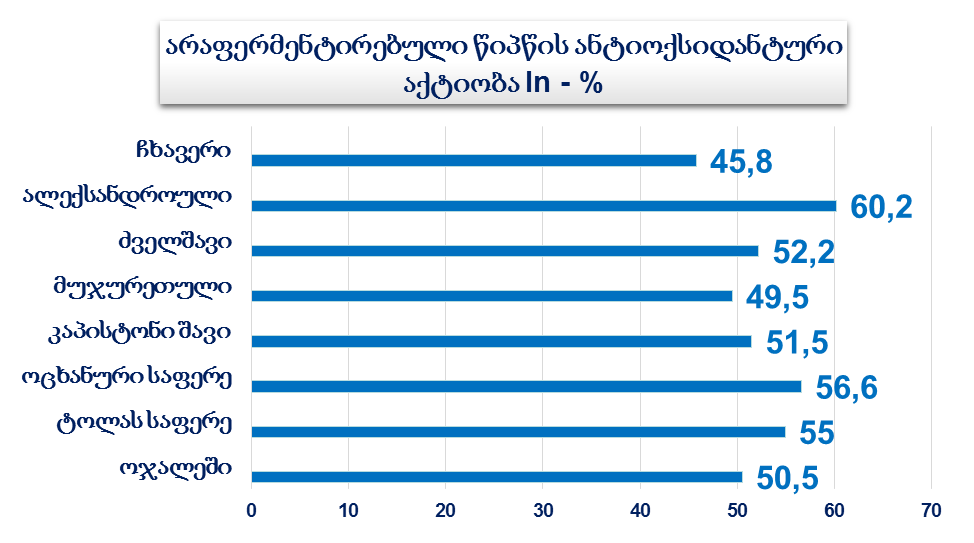 არაფერმენტირებული წიპწის ანტიოქსიდანტური
აქტიობა In - %
ჩხავერი
45,8
ალექსანდროული
60,2
ძველშავი
52,2
მუჯურეთული
49,5
კაპისტონი შავი
51,5
ოცხანური საფერე
56,6
ტოლას საფერე
55
ოჯალეში
50,5
0 10 20 30 40 50 60 70